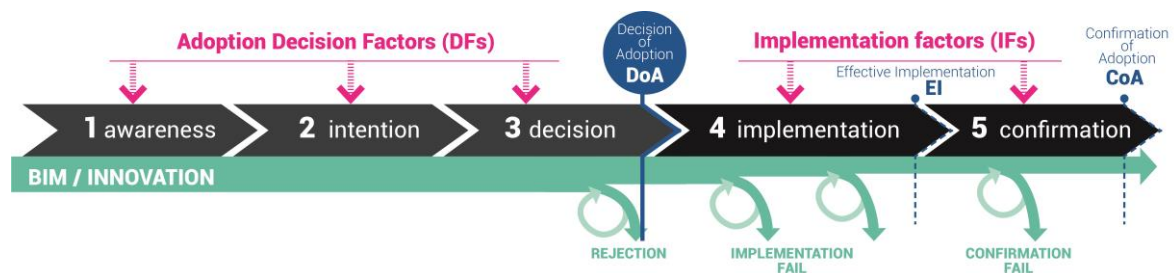 Adoption Decision Factors (DFs)
Decision
of
Adoption
DoA
Implementation factors (IFs)
Effective Implementation
EI
Confirmation
of
Adoption
CoA
1 awareness
2 intention
3 decision
4 implementation
5 confirmation
BIM / INNOVATION
REJECTION
IMPLEMENTATION
FAIL
CONFIRMATION
FAIL